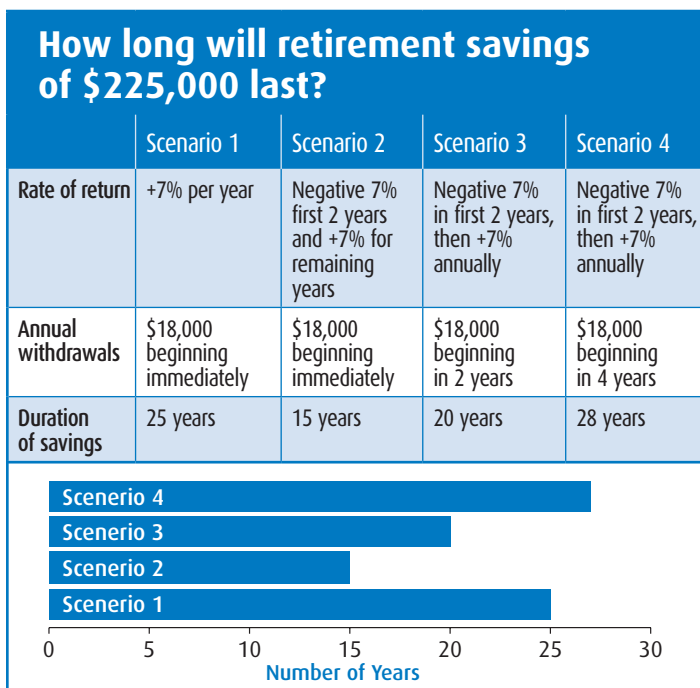 How long will retirement savings
of $225,000 last?
Scenario 1 Scenario 2 Scenario 3 Scenario 4
Rate of return
+7% per year
Negative 7%
first 2 years
and +7% for
remaining
years
Negative 7%
in first 2 years,
then +7%
annually
Negative 7%
in first 2 years,
then +7%
annually
Annual
withdrawals
$18,000
beginning
immediately
$18,000
beginning
immediately
$18,000
beginning
in 2 years
$18,000
beginning
in 4 years
Duration
of savings
25 years
15 years
20 years
28 years
Scenerio 4
Scenerio 3
Scenerio 2
Scenerio 1
0 5 10 15 20 25 30
Number of Years